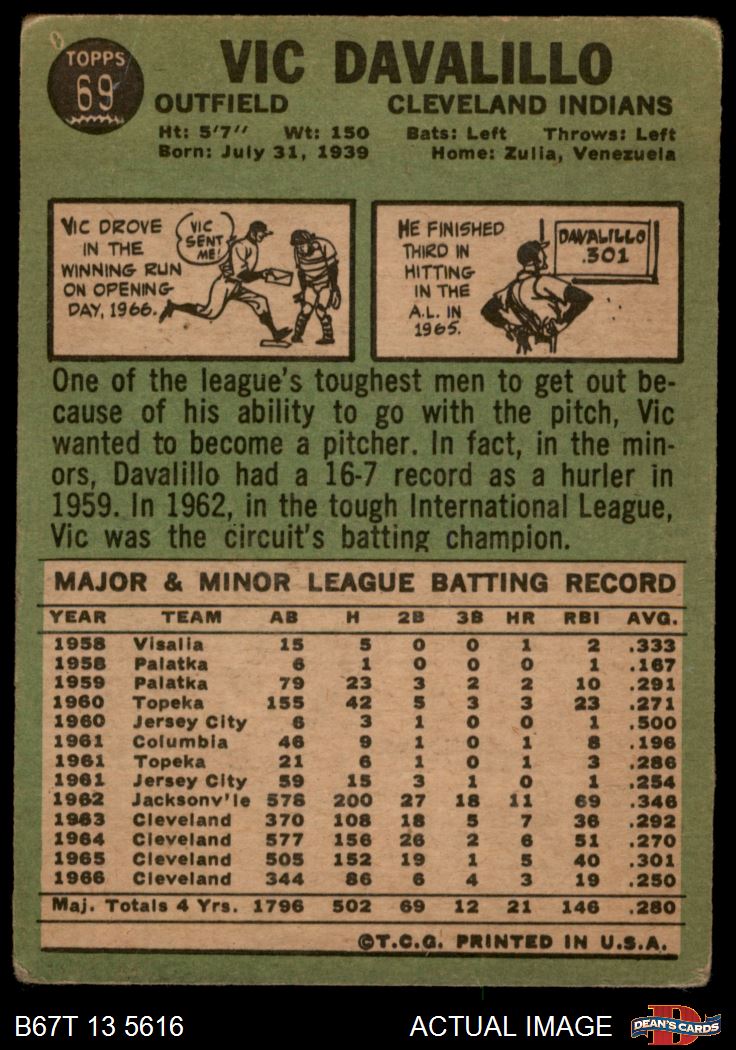 TOPPS
69
VIC DAVALILLO
OUTFIELD CLEVELAND INDIANS
Ht: 5'7" Wt: 150 Bats: Left Throws: Left
Born: July 31, 1939 Home: Zulia, Venezuela
VIC DROVE
IN THE
WINNING RUN
ON OPENING
DAY, 1966.
VIC
SENT
ME!
HE FINISHED
THIRD IN
HITTING
IN THE
A.L. IN
1965.
DAVALILLO
.301
One of the league's toughest men to get out be-
cause of his ability to go with the pitch, Vic
wanted to become a pitcher. In fact, in the min-
ors, Davalillo had a 16-7 record as a hurler in
1959. In 1962, in the tough International League,
Vic was the circuit's batting champion.
MAJOR & MINOR LEAGUE BATTING RECORD
YEAR TEAM AB H 2B 3B HR RBI AVG.
1958 Visalia 15 5 0 0 1 2 .333
1958 Palatka 6 1 0 0 0 1 .167
1959 Palatka 79 23 3 2 2 10 .291
1960 Topeka 155 42 5 3 3 23 .271
1960 Jersey City 6 3 1 0 0 1 .500
1961 Columbia 46 9 1 0 1 8 .196
1961 Topeka 21 6 1 0 1 3 .286
1961 Jersey City 59 15 3 1 0 1 .254
1962 Jacksonv'le 578 200 27 18 11 69 .346
1963 Cleveland 370 108 18 5 7 36 .292
1964 Cleveland 577 156 26 2 6 51 .270
1965 Cleveland 505 152 19 1 5 40 .301
1966 Cleveland 344 86 6 4 3 19 .250
Maj. Totals 4 Yrs. 1796 502 69 12 21 146 .280
©T.C.G. PRINTED IN U.S.A.
B67T 13 5616 ACTUAL IMAGE D DEAN'S CARDS